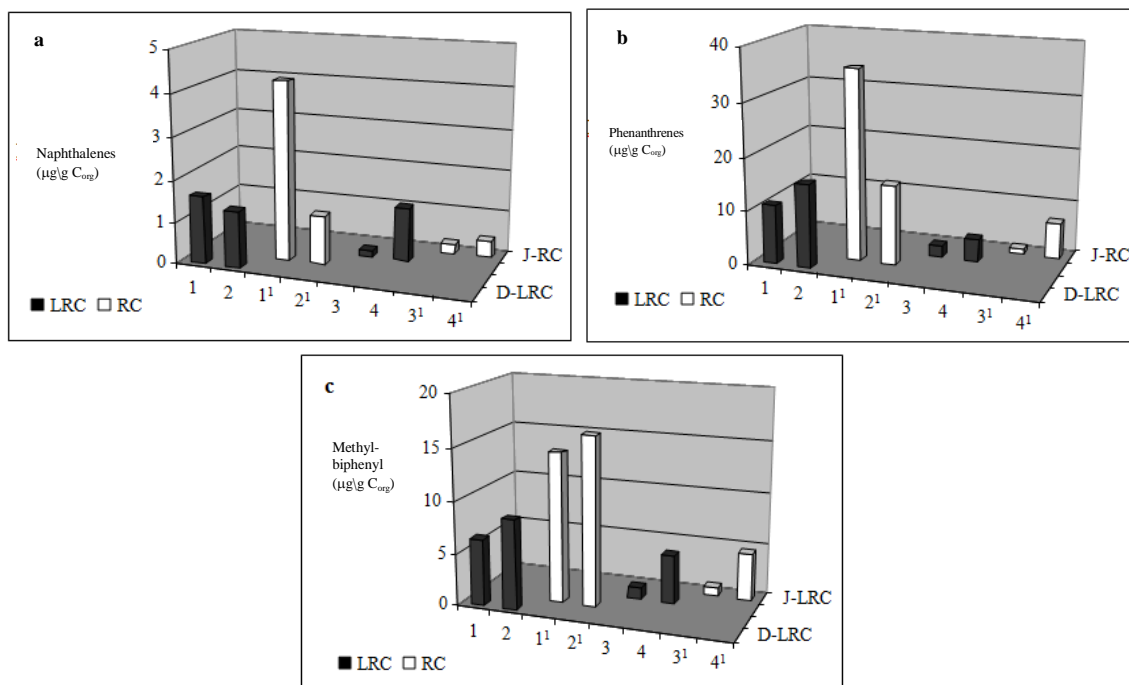 a
5
4
3
2
1
0
Naphthalenes
(µg\g C_org)
1
2
1¹
2¹
3
4
3¹
4¹
J-RC
D-LRC
LRC RC
b
40
30
20
10
0
Phenanthrenes
(µg\g C_org)
1
2
1¹
2¹
3
4
3¹
4¹
J-RC
D-LRC
LRC RC
c
20
15
10
5
0
Methyl-
biphenyl
(µg\g C_org)
1
2
1¹
2¹
3
4
3¹
4¹
J-LRC
D-LRC
LRC RC